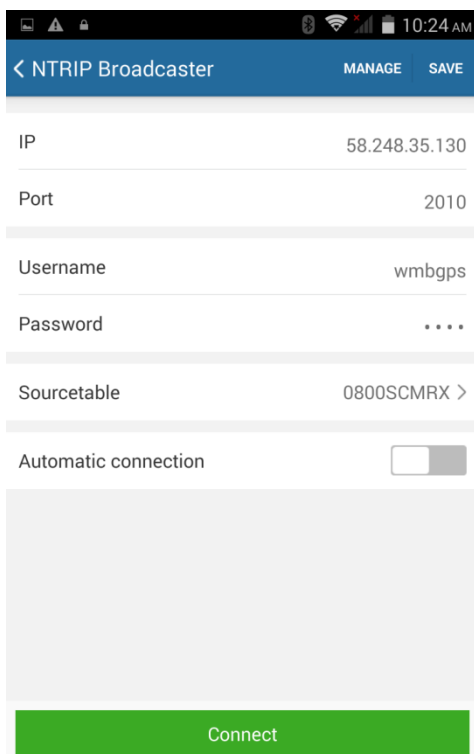 10:24 AM
NTRIP Broadcaster MANAGE SAVE
IP 58.248.35.130
Port 2010
Username wmbgps
Password ····
Sourcetable 0800SCMRX
Automatic connection
Connect